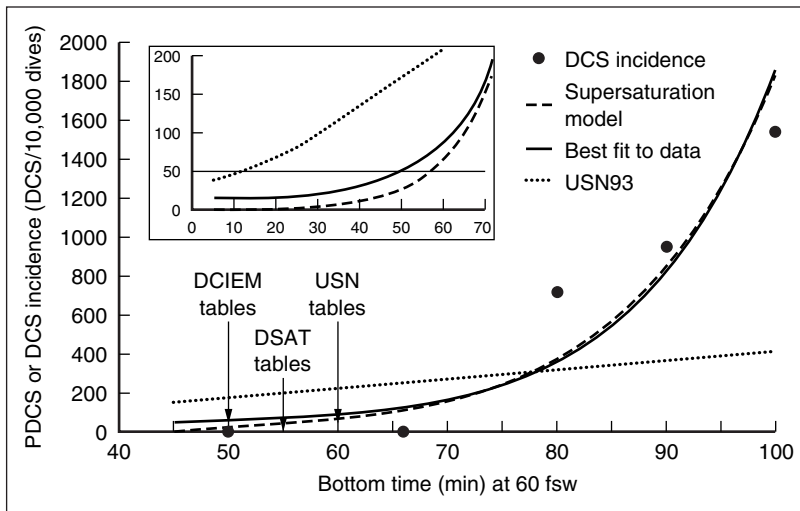 PDCS or DCS incidence (DCS/10,000 dives)
2000
1800
1600
1400
1200
1000
800
600
400
200
0
200
150
100
50
0
0 10 20 30 40 50 60 70
DCS incidence
Supersaturation
model
Best fit to data
USN93
DCIEM
tables
DSAT
tables
USN
tables
40 50 60 70 80 90 100
Bottom time (min) at 60 fsw